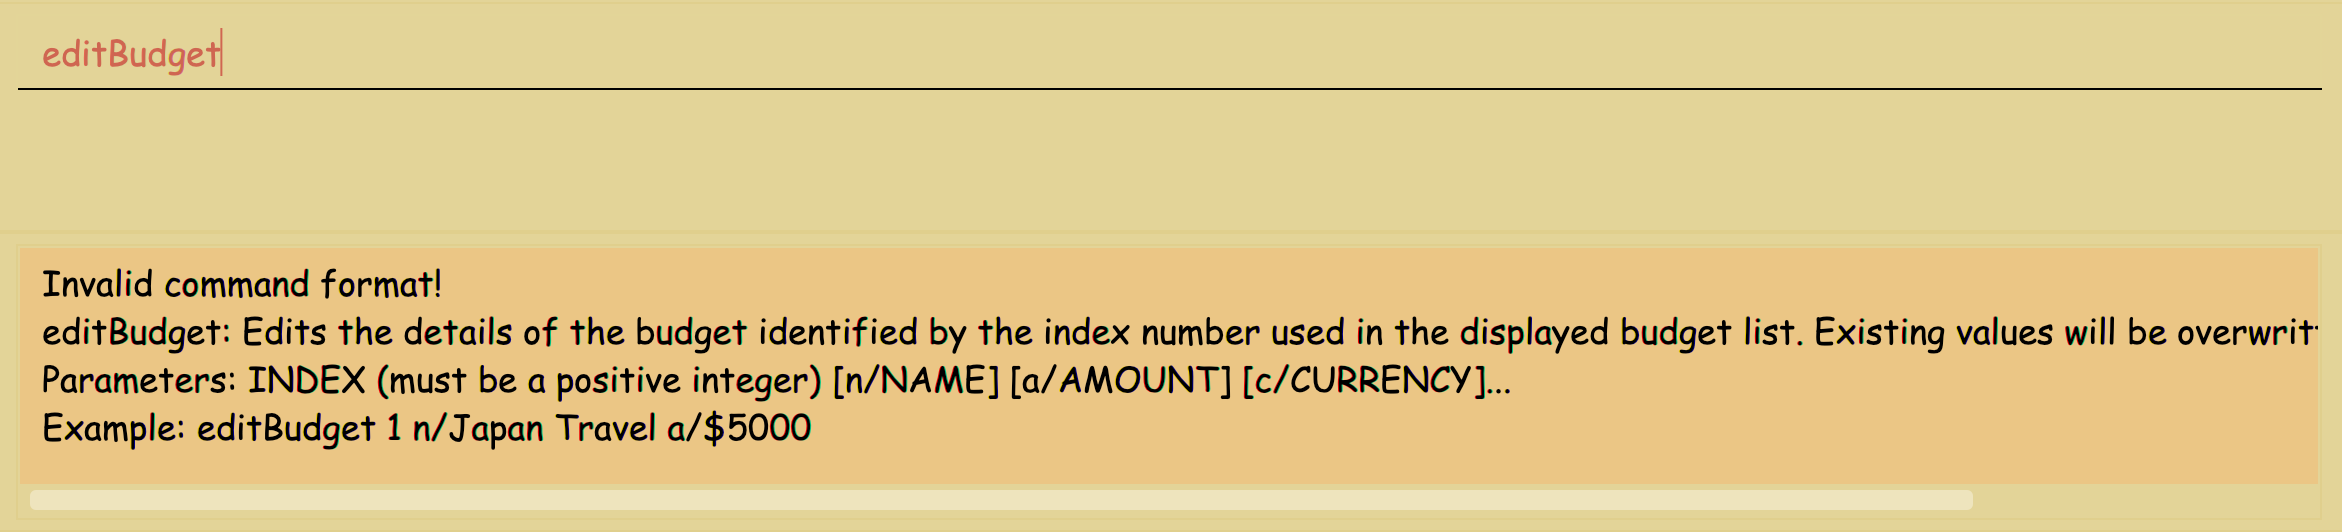 editBudget
Invalid command format!
editBudget: Edits the details of the budget identified by the index number used in the displayed budget list. Existing values will be
Parameters: INDEX (must be a positive integer) [n/NAME] [a/AMOUNT] [c/CURRENCY]...
Example: editBudget 1 n/Japan Travel a/$5000